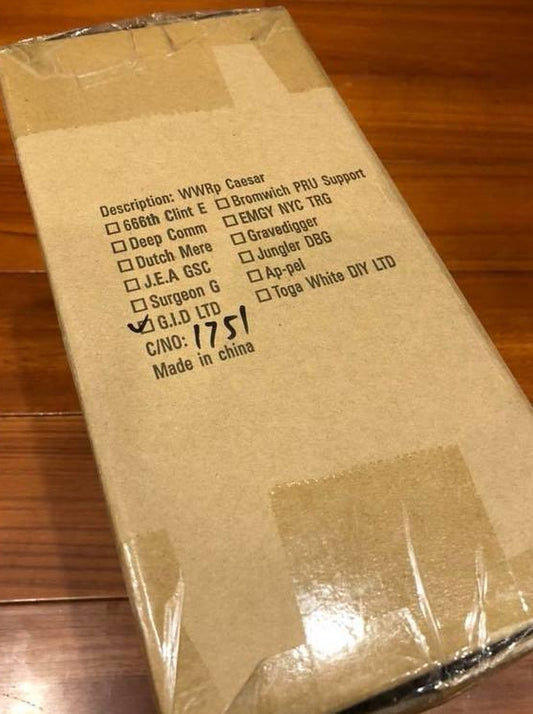 Description: WWRp Caesar
☐ 666th Clint E ☐ Bromwich PRU Support
☐ Deep Comm ☐ EMGY NYC TRG
☐ Dutch Mere ☐ Gravedigger
☐ J.E.A GSC ☐ Jungler DBG
☐ Surgeon G ☐ Ap-pel
☑ G.I.D LTD ☐ Toga White DIY LTD
C/NO: 1751
Made in china